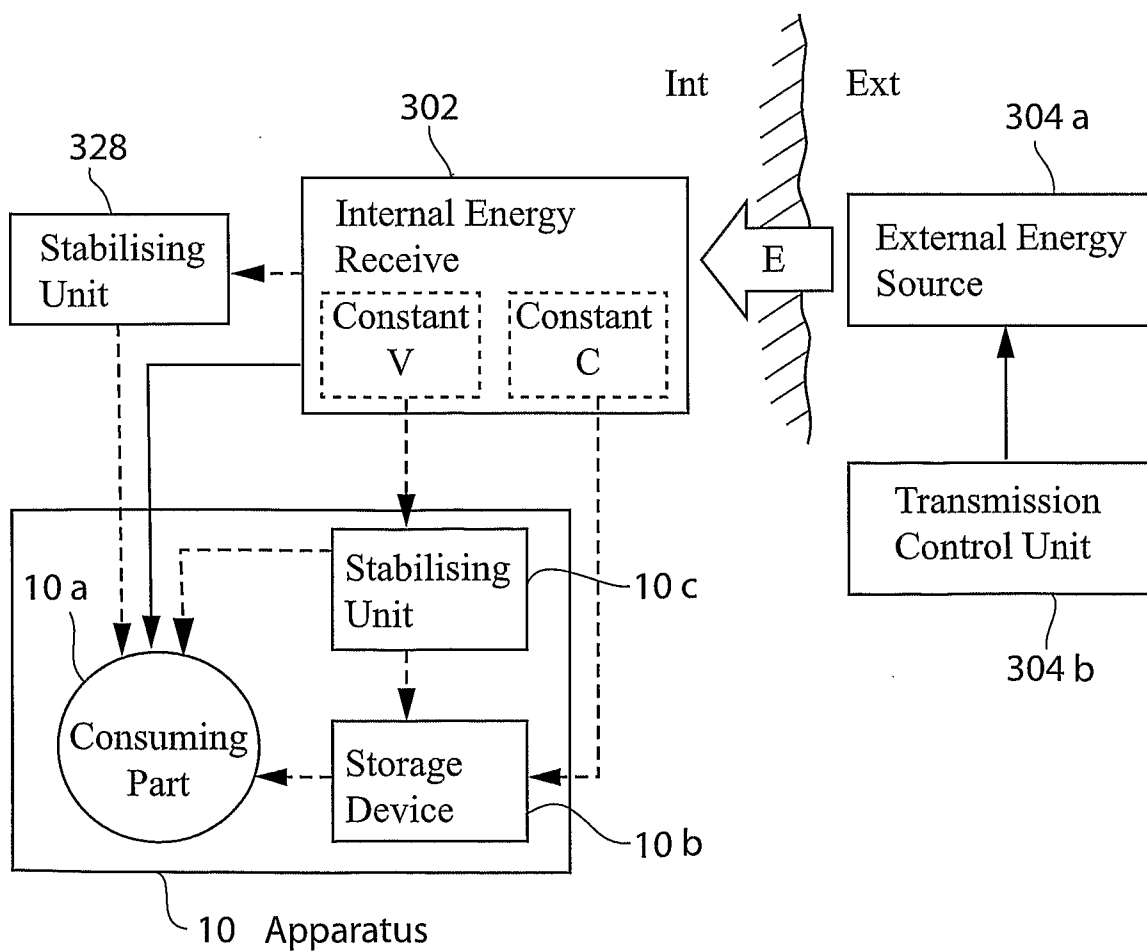 Int
Ext
302
304 a
328
Internal Energy
Receive
Stabilising
Unit
External Energy
Source
E
Constant
V
Constant
C
Transmission
Control Unit
Stabilising
Unit
10 c
10 a
304 b
Consuming
Part
Storage
Device
10 b
10 Apparatus